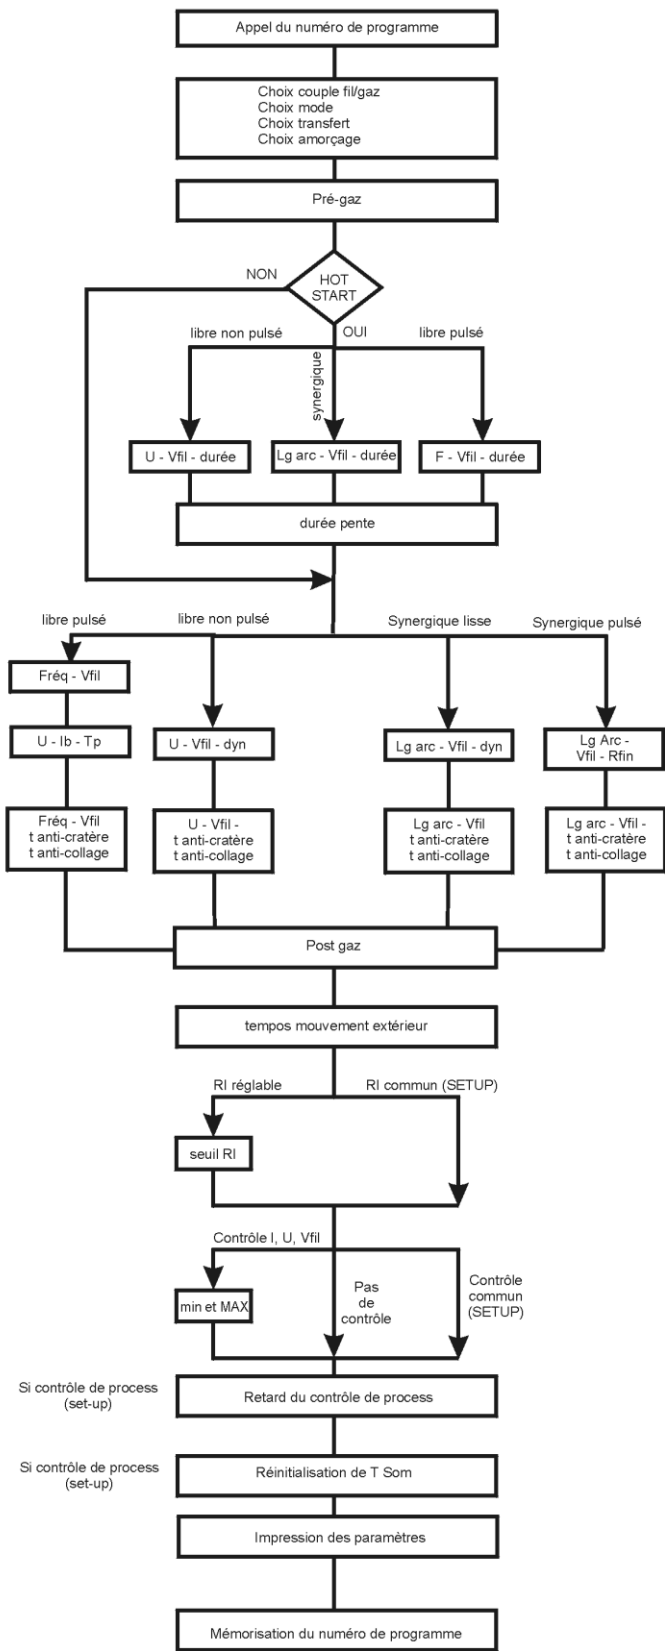 Appel du numéro de programme
Choix couple fil/gaz
Choix mode
Choix transfert
Choix amorçage
Pré-gaz
NON
HOT
START
OUI
libre non pulsé
synergique
libre pulsé
U - Vfil - durée
Lg arc - Vfil - durée
F - Vfil - durée
durée pente
libre pulsé
libre non pulsé
Synergique lisse
Synergique pulsé
Fréq - Vfil
U - Ib - Tp
U - Vfil - dyn
Lg arc - Vfil - dyn
Lg Arc -
Vfil - Rfin
Fréq - Vfil
t anti-cratère
t anti-collage
U - Vfil -
t anti-cratère
t anti-collage
Lg arc - Vfil
t anti-cratère
t anti-collage
Lg arc - Vfil -
t anti-cratère
t anti-collage
Post gaz
tempos mouvement extérieur
RI réglable
RI commun (SETUP)
seuil RI
Contrôle I, U, Vfil
min et MAX
Pas
de
contrôle
Contrôle
commun
(SETUP)
Si contrôle de process
(set-up)
Retard du contrôle de process
Si contrôle de process
(set-up)
Réinitialisation de T Som
Impression des paramètres
Mémorisation du numéro de programme